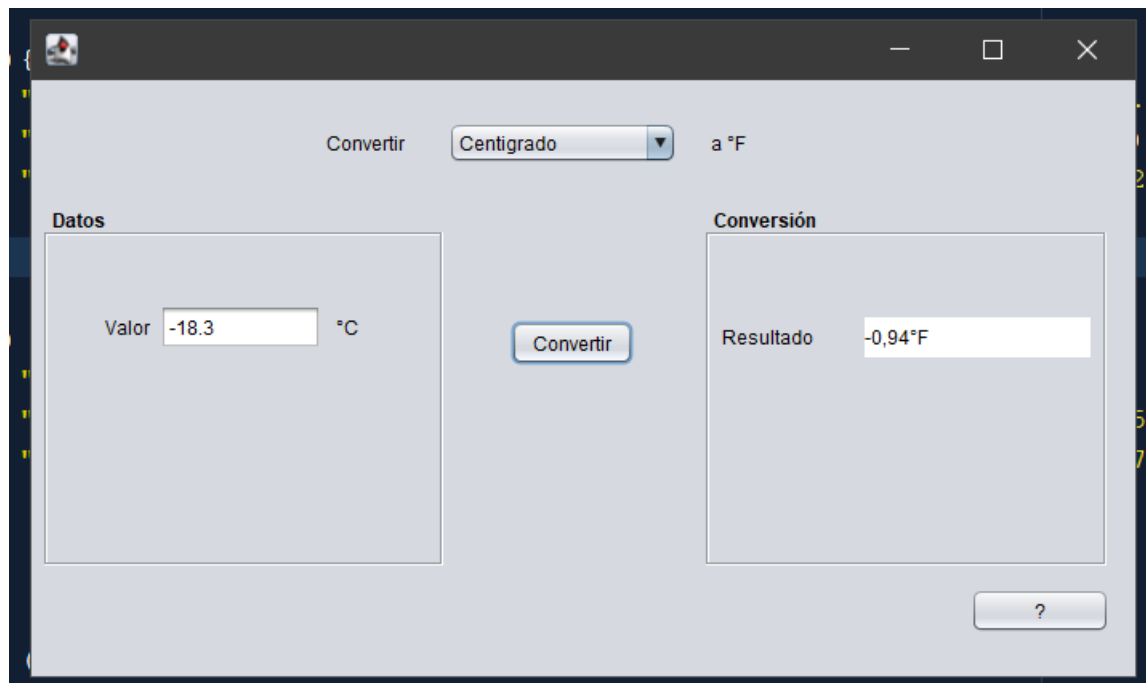 Convertir Centigrado a °F
Datos
Conversión
Valor -18.3 °C
Convertir
Resultado -0,94°F
?